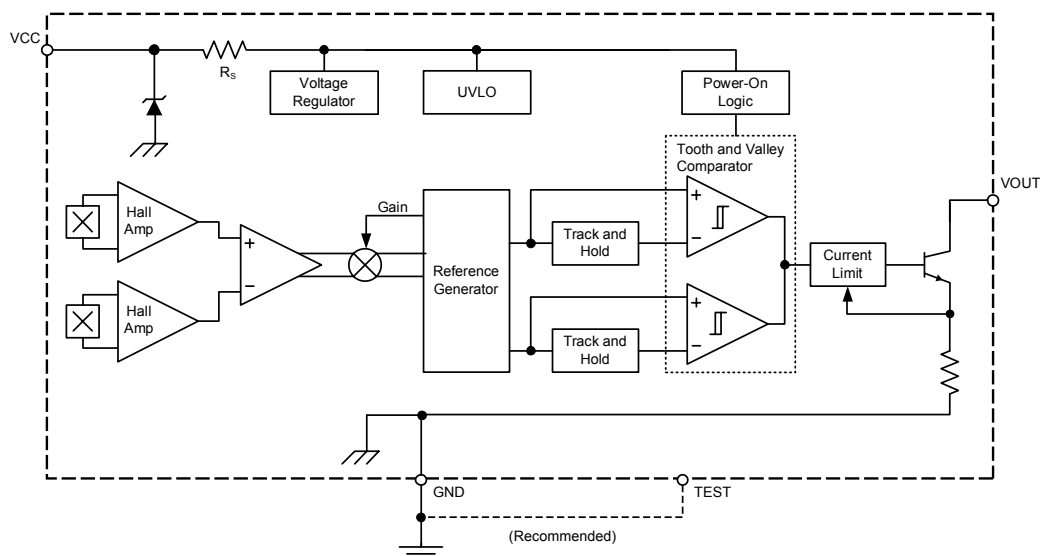 VCC
RS
Voltage
Regulator
UVLO
Power-On
Logic
Tooth and Valley
Comparator
VOUT
Hall
Amp
+
−
Gain
Reference
Generator
Track and
Hold
+
−
Current
Limit
Hall
Amp
Track and
Hold
+
−
GND
TEST
(Recommended)